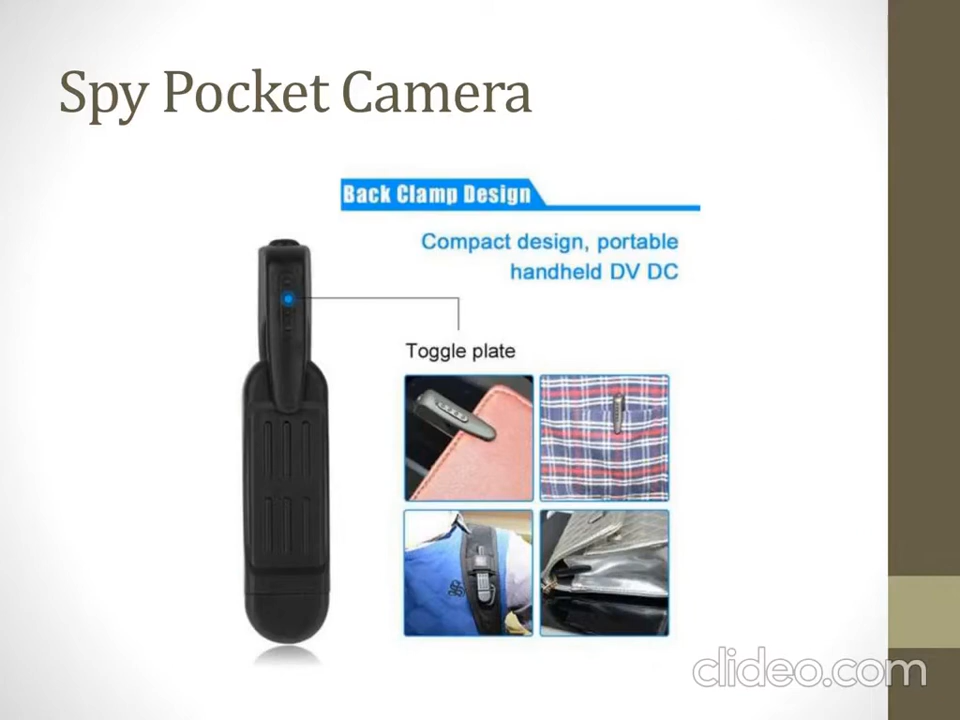 Spy Pocket Camera
Back Clamp Design
Compact design, portable
handheld DV DC
Toggle plate
clideo.com